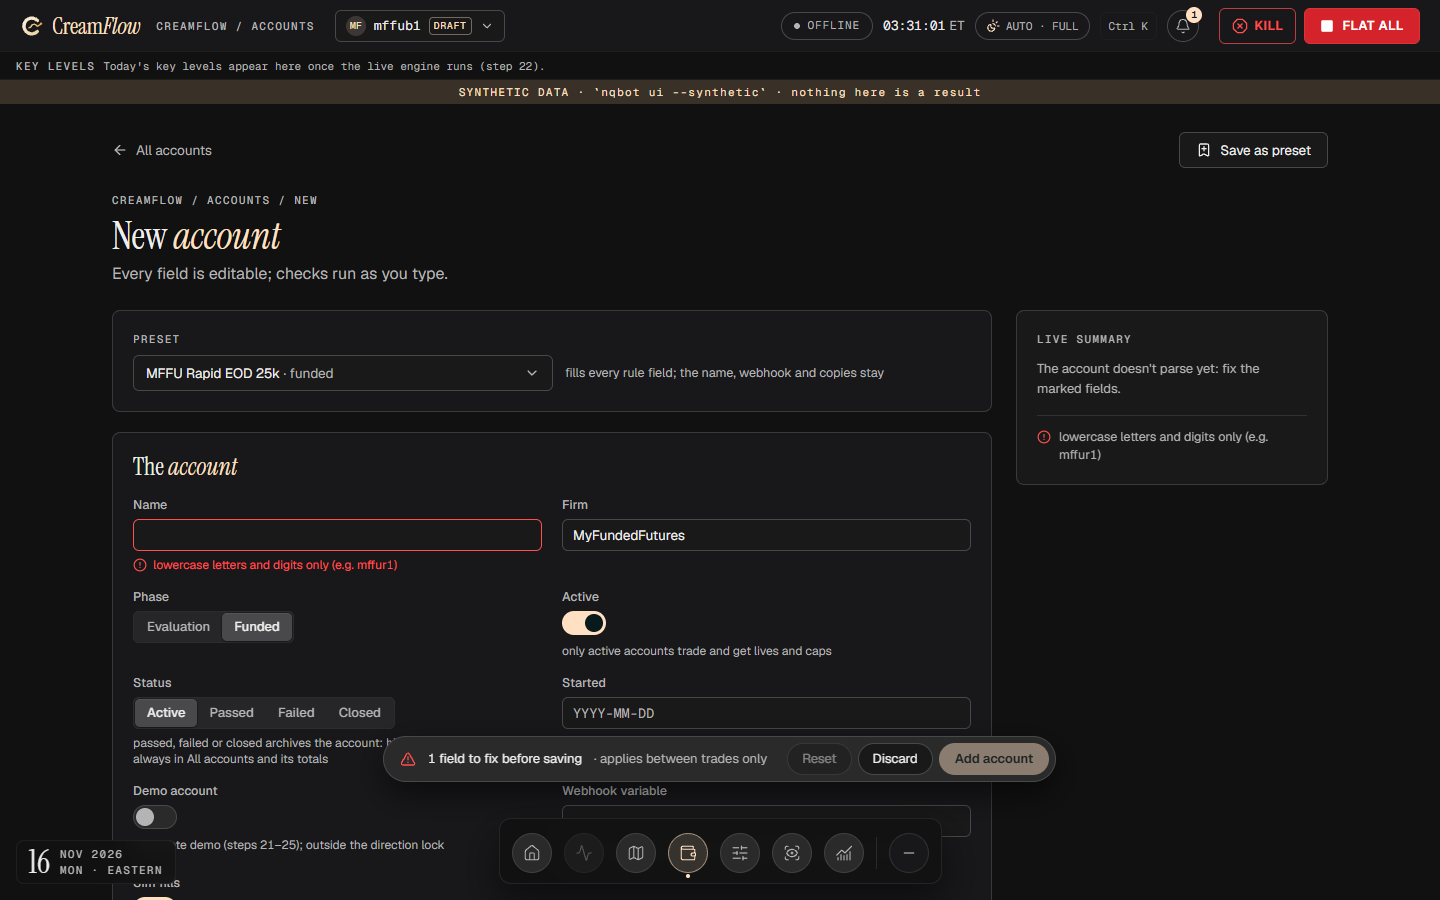 CreamFlow
CREAMFLOW / ACCOUNTS
MF mffub1 DRAFT
OFFLINE
03:31:01 ET
AUTO · FULL
Ctrl K
1
KILL
FLAT ALL
KEY LEVELS Today's key levels appear here once the live engine runs (step 22).
SYNTHETIC DATA · `nqbot ui --synthetic` · nothing here is a result
All accounts
Save as preset
CREAMFLOW / ACCOUNTS / NEW
New account
Every field is editable; checks run as you type.
PRESET
MFFU Rapid EOD 25k · funded
fills every rule field; the name, webhook and copies stay
LIVE SUMMARY
The account doesn't parse yet: fix the
marked fields.
lowercase letters and digits only (e.g.
mffur1)
The account
Name
Firm
MyFundedFutures
lowercase letters and digits only (e.g. mffur1)
Phase
Evaluation Funded
Active
only active accounts trade and get lives and caps
Status
Active Passed Failed Closed
Started
YYYY-MM-DD
passed, failed or closed archives the account:
always in All accounts and its totals
1 field to fix before saving · applies between trades only
Reset
Discard
Add account
Demo account
Webhook variable
demo (steps 21–25); outside the direction lock
16 NOV 2026
MON · EASTERN